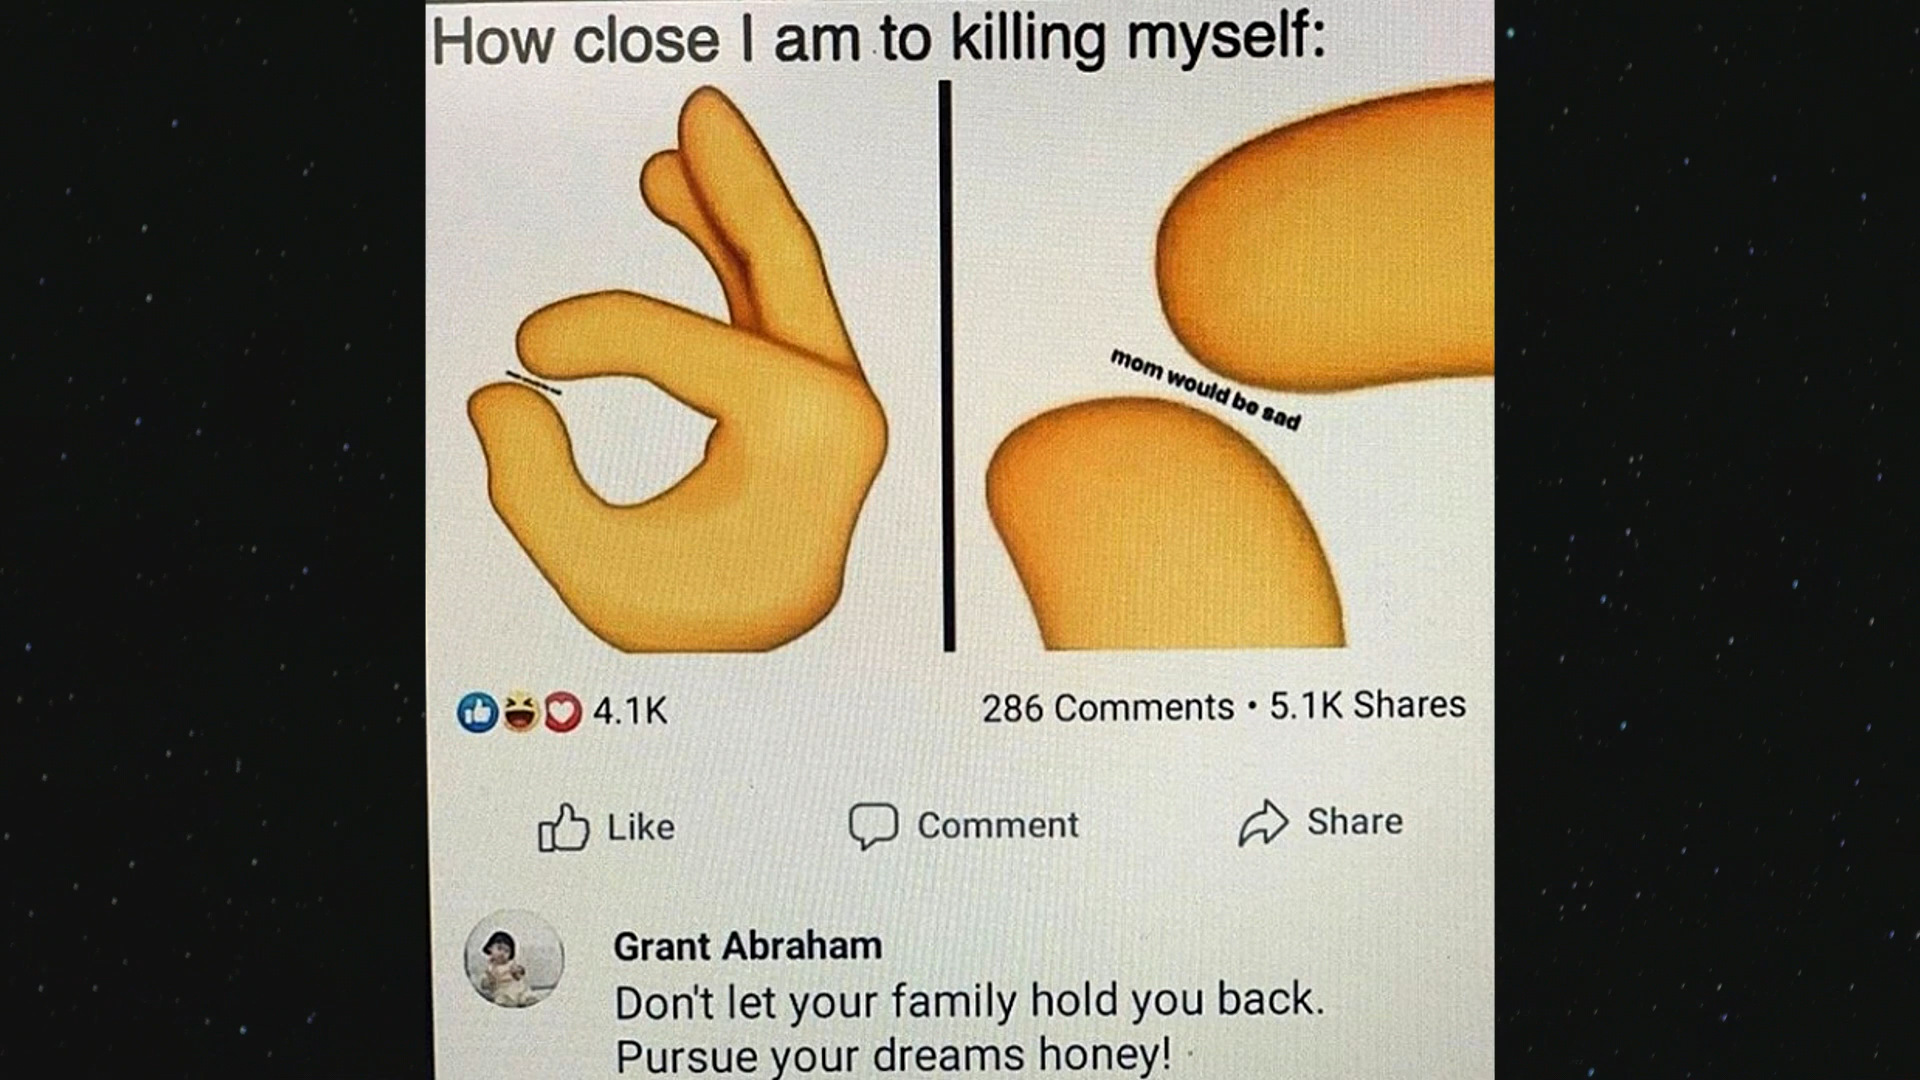 How close I am to killing myself:
mom would be sad
4.1K
286 Comments • 5.1K Shares
Like
Comment
Share
Grant Abraham
Don't let your family hold you back.
Pursue your dreams honey!